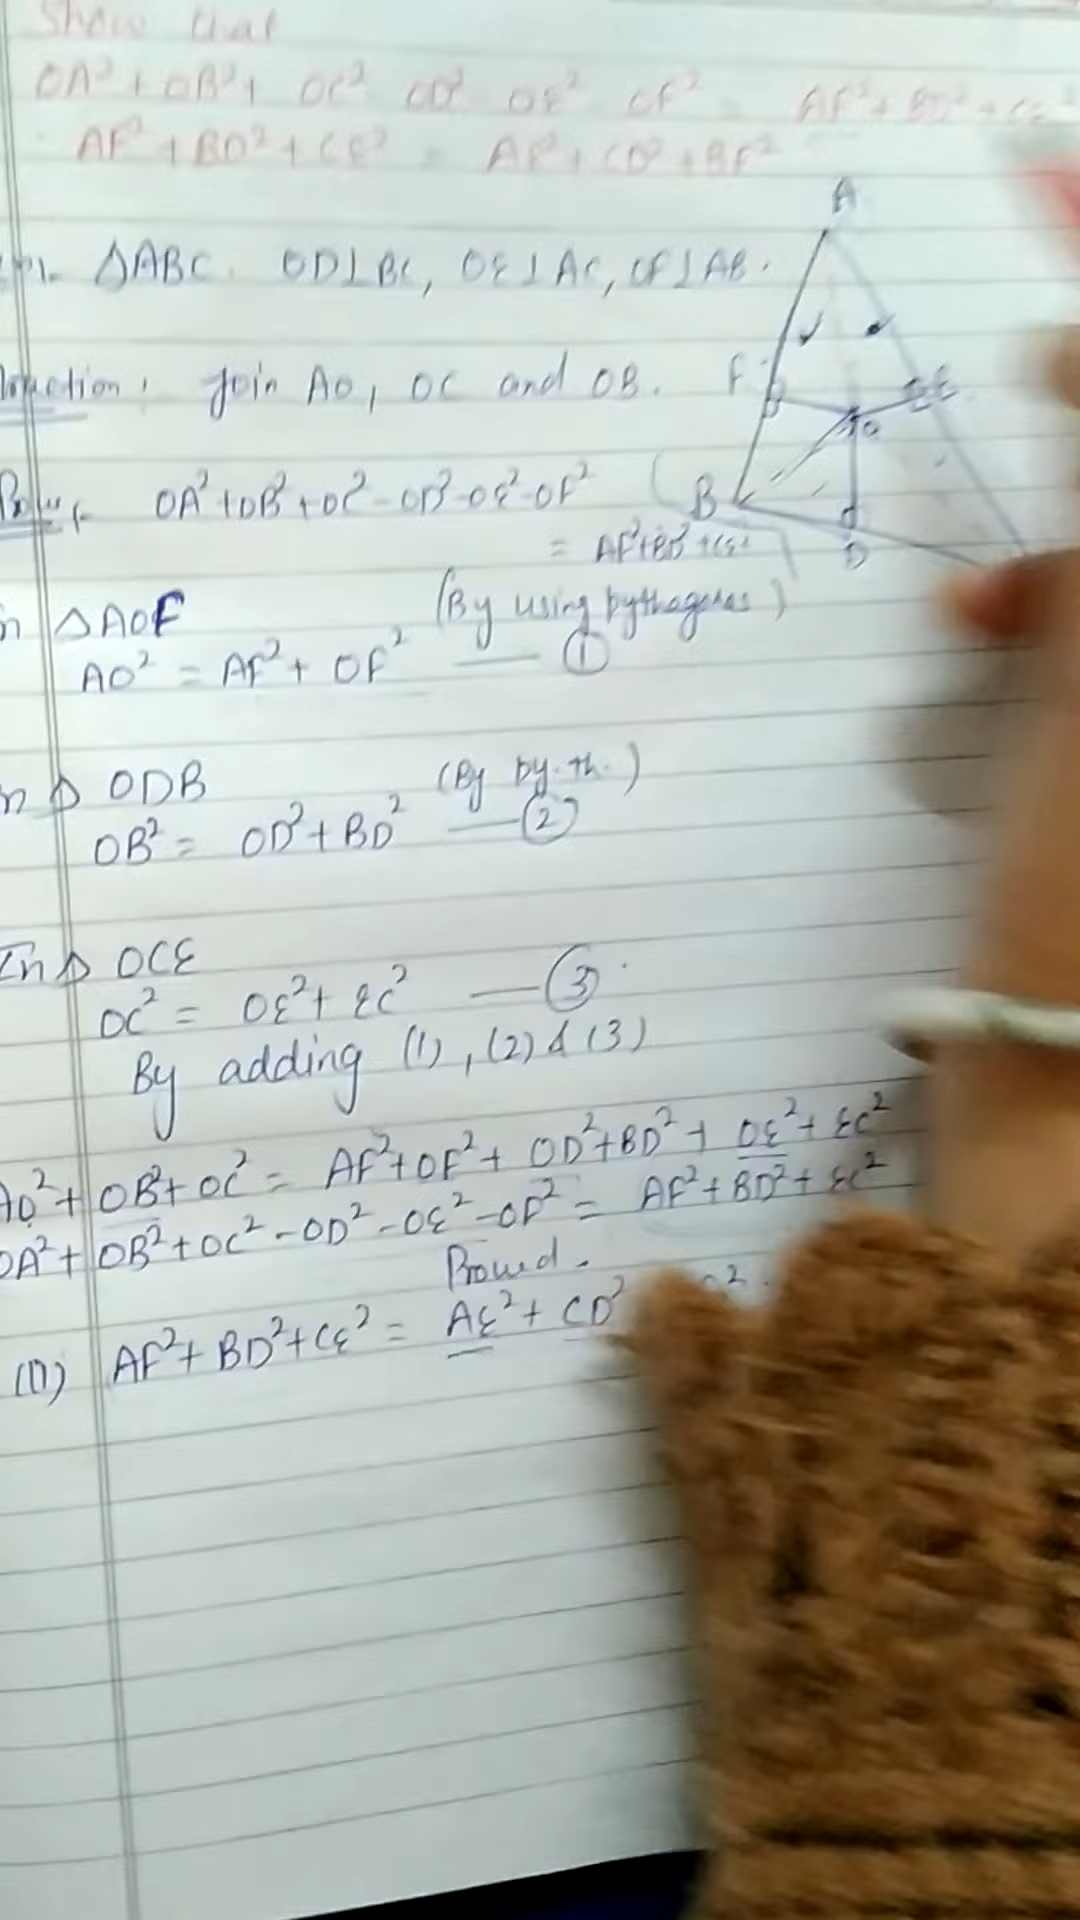 Show that
OA² + OB² + OC² - OD² - OE² - OF² = AF² + BD² + CE²
AF² + BD² + CE² = AE² + CD² + BF²
A
△ABC. OD⊥BC, OE⊥AC, OF⊥AB.
Join AO, OC and OB.
F
E
O
OA² + OB² + OC² - OD² - OE² - OF²
B
= AF² + BD² + CE²
D
△AOF (By using pythagoras)
AO² = AF² + OF² — ①
△ ODB (By py. th.)
OB² = OD² + BD² — ②
In △ OCE
OC² = OE² + EC² — ③
By adding (1), (2) & (3)
AO² + OB² + OC² = AF² + OF² + OD² + BD² + OE² + EC²
OA² + OB² + OC² - OD² - OE² - OF² = AF² + BD² + EC²
Proved.
(II) AF² + BD² + CE² = AE² + CD²